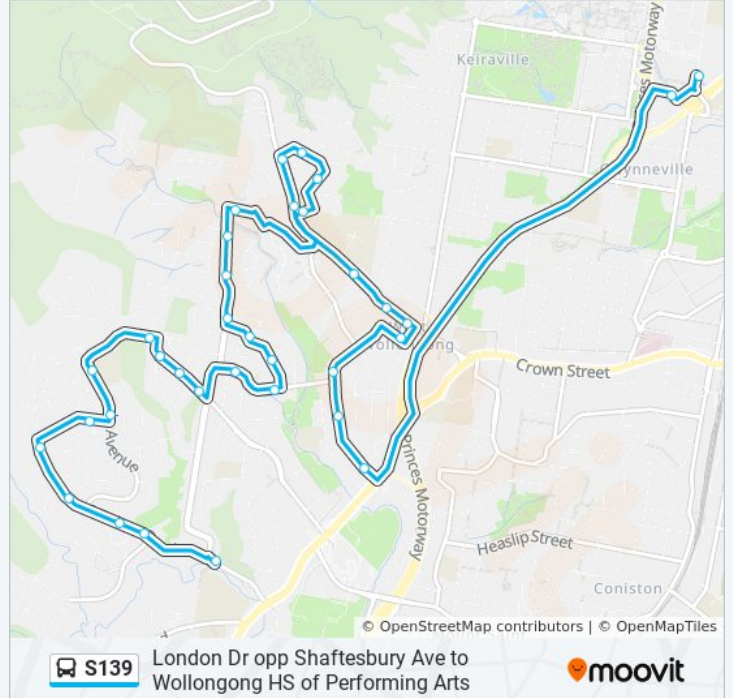 Keiraville
Princes Motorway
Gwynneville
Wollongong
Crown Street
Avenue
Princes Motorway
Heaslip Street
Coniston
© OpenStreetMap contributors | © OpenMapTiles
S139
London Dr opp Shaftesbury Ave to
Wollongong HS of Performing Arts
moovit